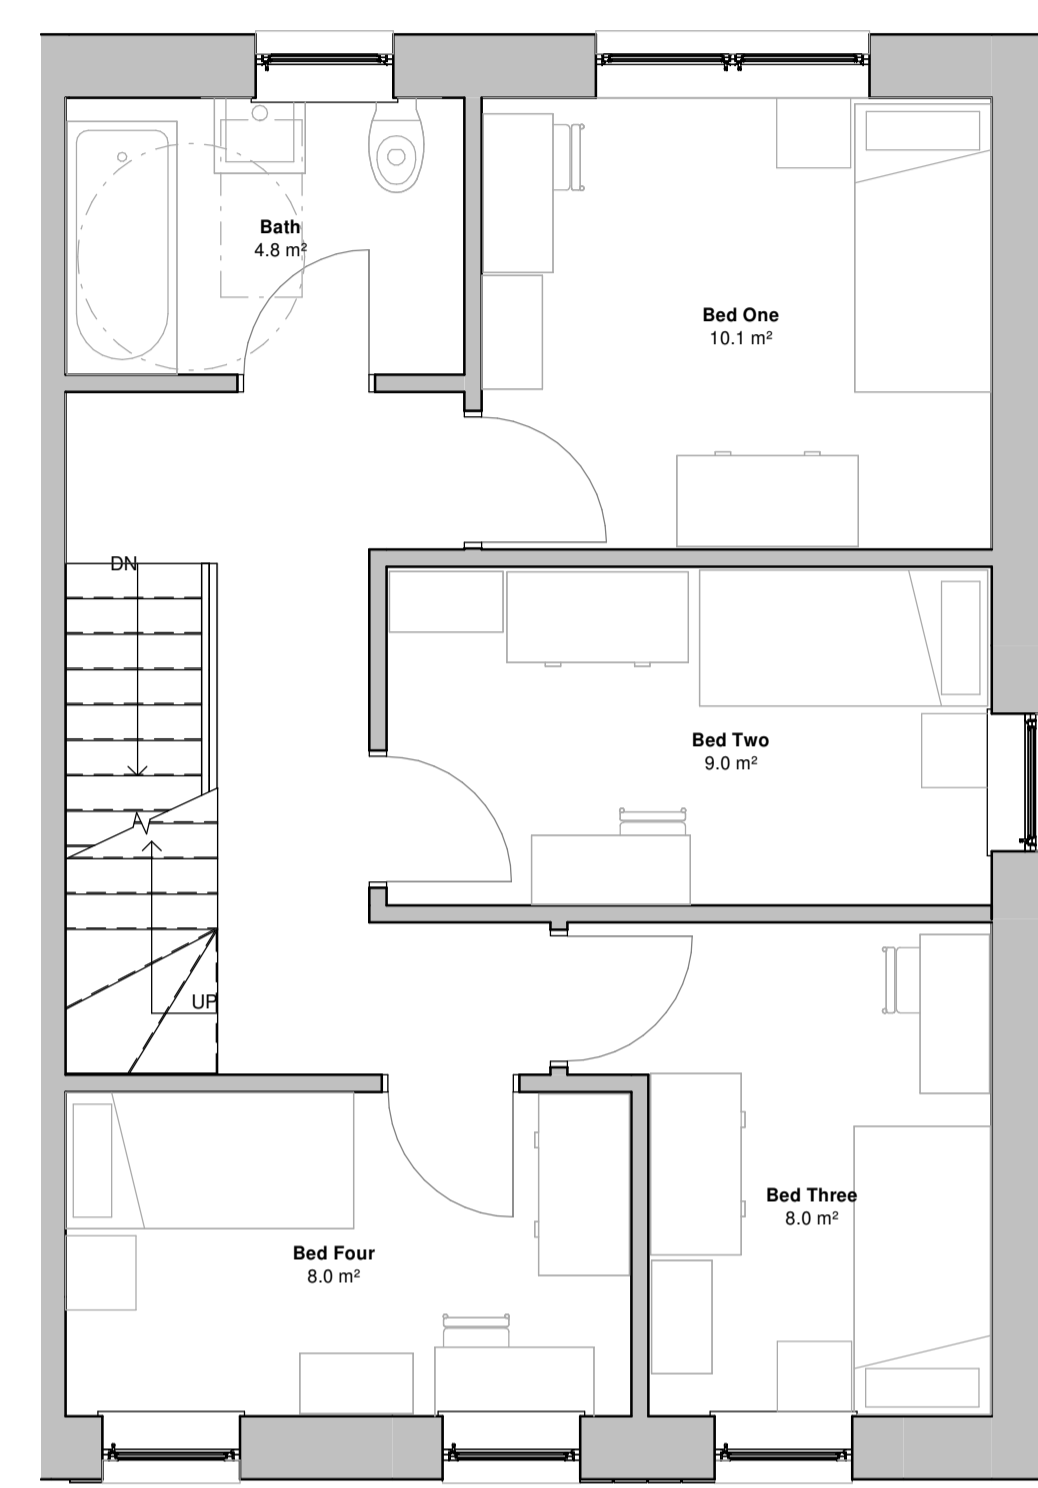 Bath
4.8 m²
Bed One
10.1 m²
DN
Bed Two
9.0 m²
UP
Bed Three
8.0 m²
Bed Four
8.0 m²